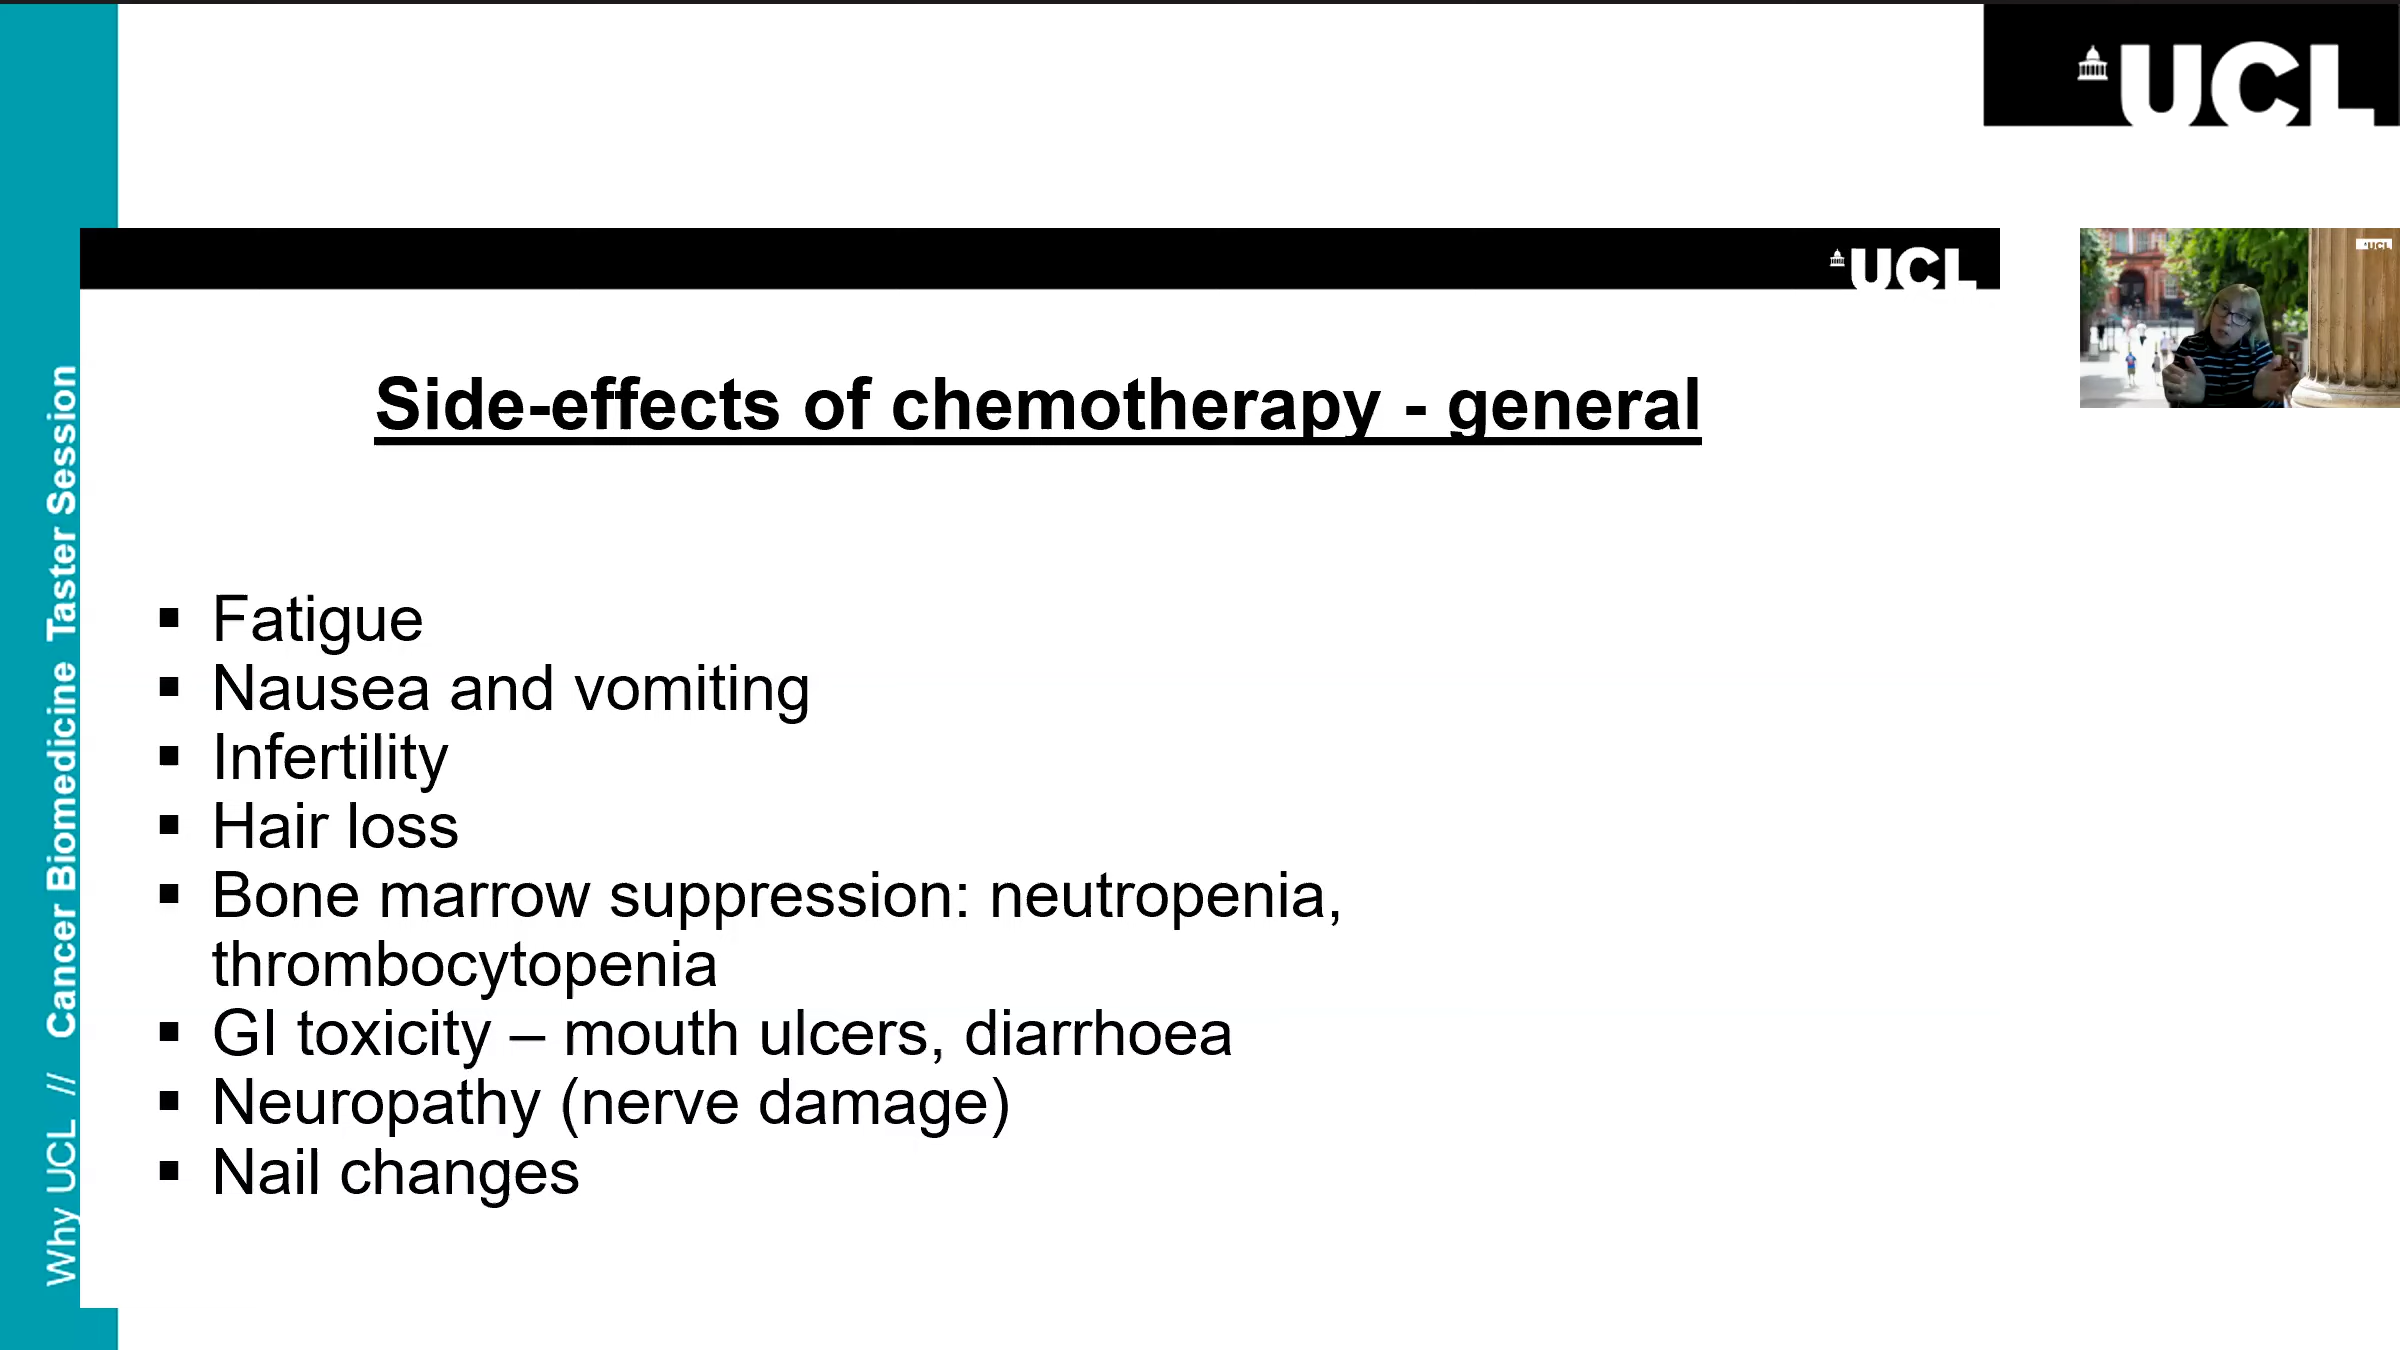 UCL
UCL
UCL
Side-effects of chemotherapy - general
▪ Fatigue
▪ Nausea and vomiting
▪ Infertility
▪ Hair loss
▪ Bone marrow suppression: neutropenia,
thrombocytopenia
▪ GI toxicity – mouth ulcers, diarrhoea
▪ Neuropathy (nerve damage)
▪ Nail changes
Why UCL // Cancer Biomedicine Taster Session